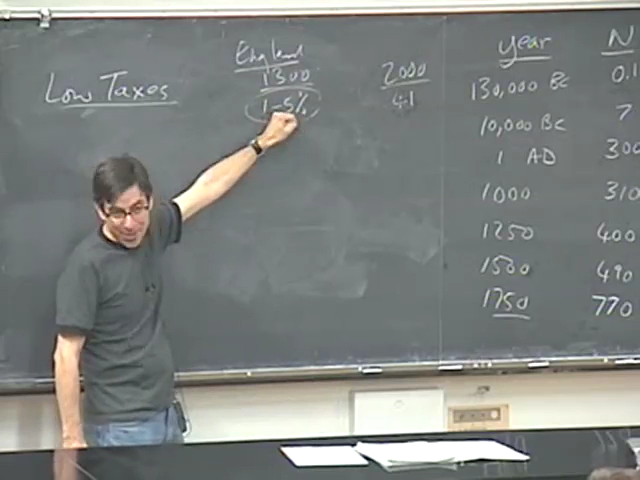 Low Taxes
England
1300
1-5%
2000
41
year N
130,000 BC 0.1
10,000 BC 7
1 AD 300
1000 310
1250 400
1500 490
1750 770